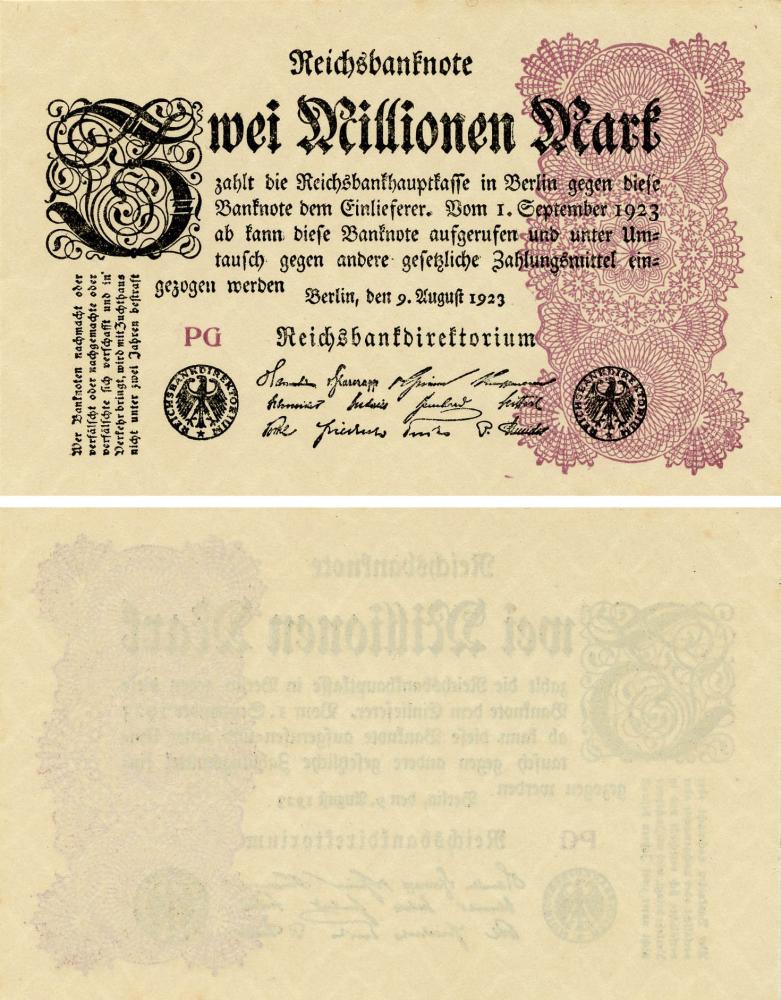 Reichsbanknote
Zwei Millionen Mark
zahlt die Reichsbankhauptkasse in Berlin gegen diese
Banknote dem Einlieferer. Vom 1. September 1923
ab kann diese Banknote aufgerufen und unter Um-
tausch gegen andere gesetzliche Zahlungsmittel ein-
gezogen werden
Berlin, den 9. August 1923
PG
Reichsbankdirektorium
Wer Banknoten nachmacht oder
verfälscht oder nachgemachte oder
verfälschte sich verschafft und in
Verkehr bringt, wird mit Zuchthaus
nicht unter zwei Jahren bestraft
REICHSBANKDIREKTORIUM
REICHSBANKDIREKTORIUM